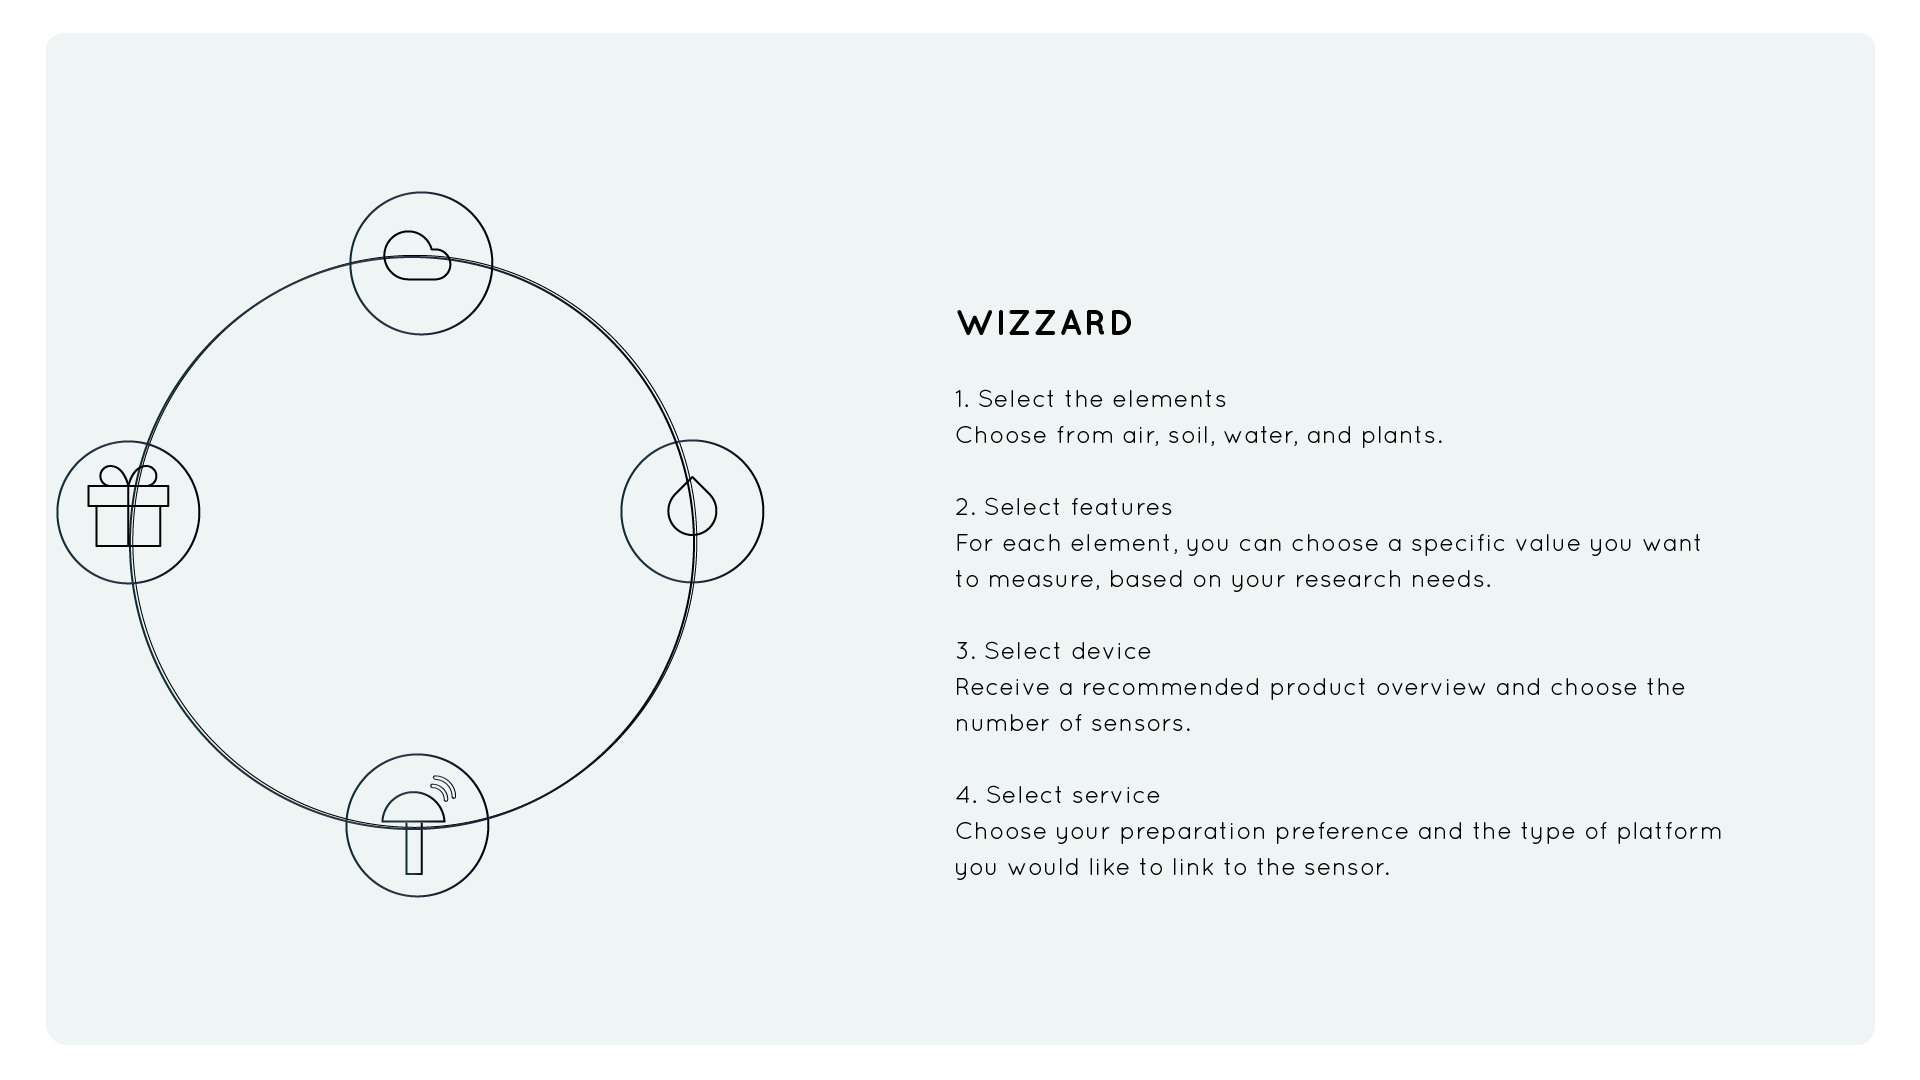 WIZZARD
1. Select the elements
Choose from air, soil, water, and plants.
2. Select features
For each element, you can choose a specific value you want
to measure, based on your research needs.
3. Select device
Receive a recommended product overview and choose the
number of sensors.
4. Select service
Choose your preparation preference and the type of platform
you would like to link to the sensor.